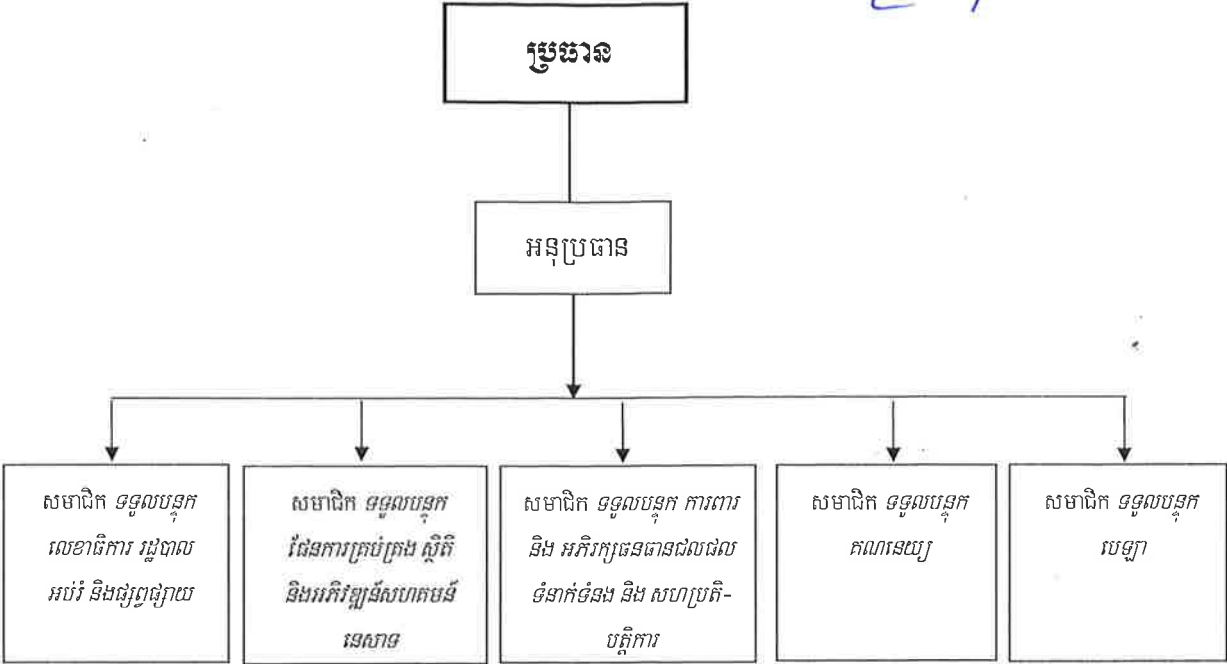 ប្រធាន
អនុប្រធាន
សមាជិក ទទួលបន្ទុក
លេខាធិការ រដ្ឋបាល
អប់រំ និងផ្សព្វផ្សាយ
សមាជិក ទទួលបន្ទុក
ផែនការគ្រប់គ្រង ស្ថិតិ
និងអភិវឌ្ឍន៍សហគមន៍
នេសាទ
សមាជិក ទទួលបន្ទុក ការពារ
និង អភិរក្សធនធានជលផល
ទំនាក់ទំនង និង សហប្រតិ-
បត្តិការ
សមាជិក ទទួលបន្ទុក
គណនេយ្យ
សមាជិក ទទួលបន្ទុក
បេឡា